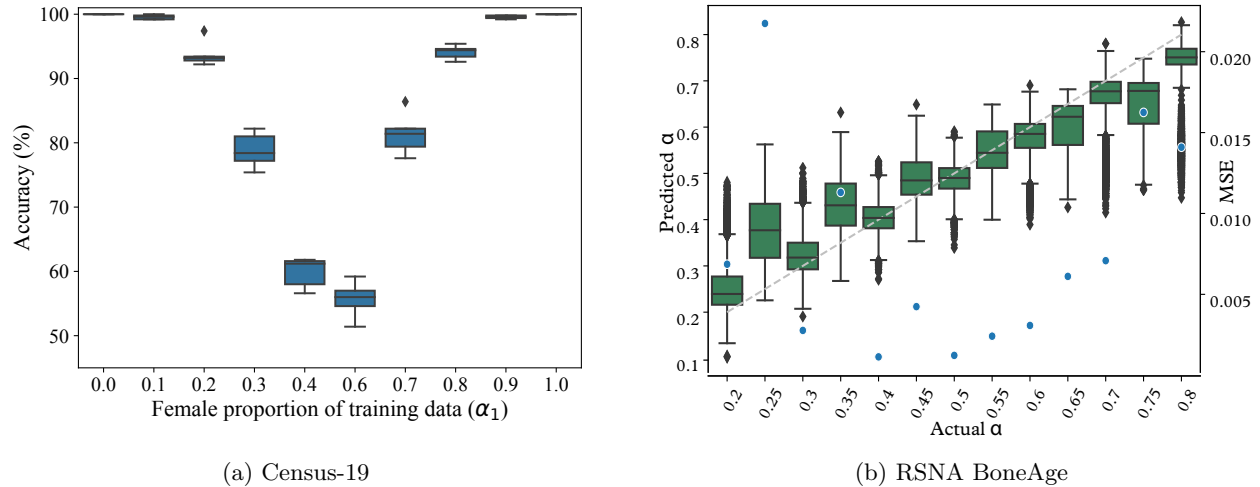 100
90
80
70
60
50
Accuracy (%)
0.0 0.1 0.2 0.3 0.4 0.6 0.7 0.8 0.9 1.0
Female proportion of training data (α₁)
(a) Census-19
0.8
0.7
0.6
0.5
0.4
0.3
0.2
0.1
Predicted α
0.020
0.015
0.010
0.005
MSE
0.2 0.25 0.3 0.35 0.4 0.45 0.5 0.55 0.6 0.65 0.7 0.75 0.8
Actual α
(b) RSNA BoneAge